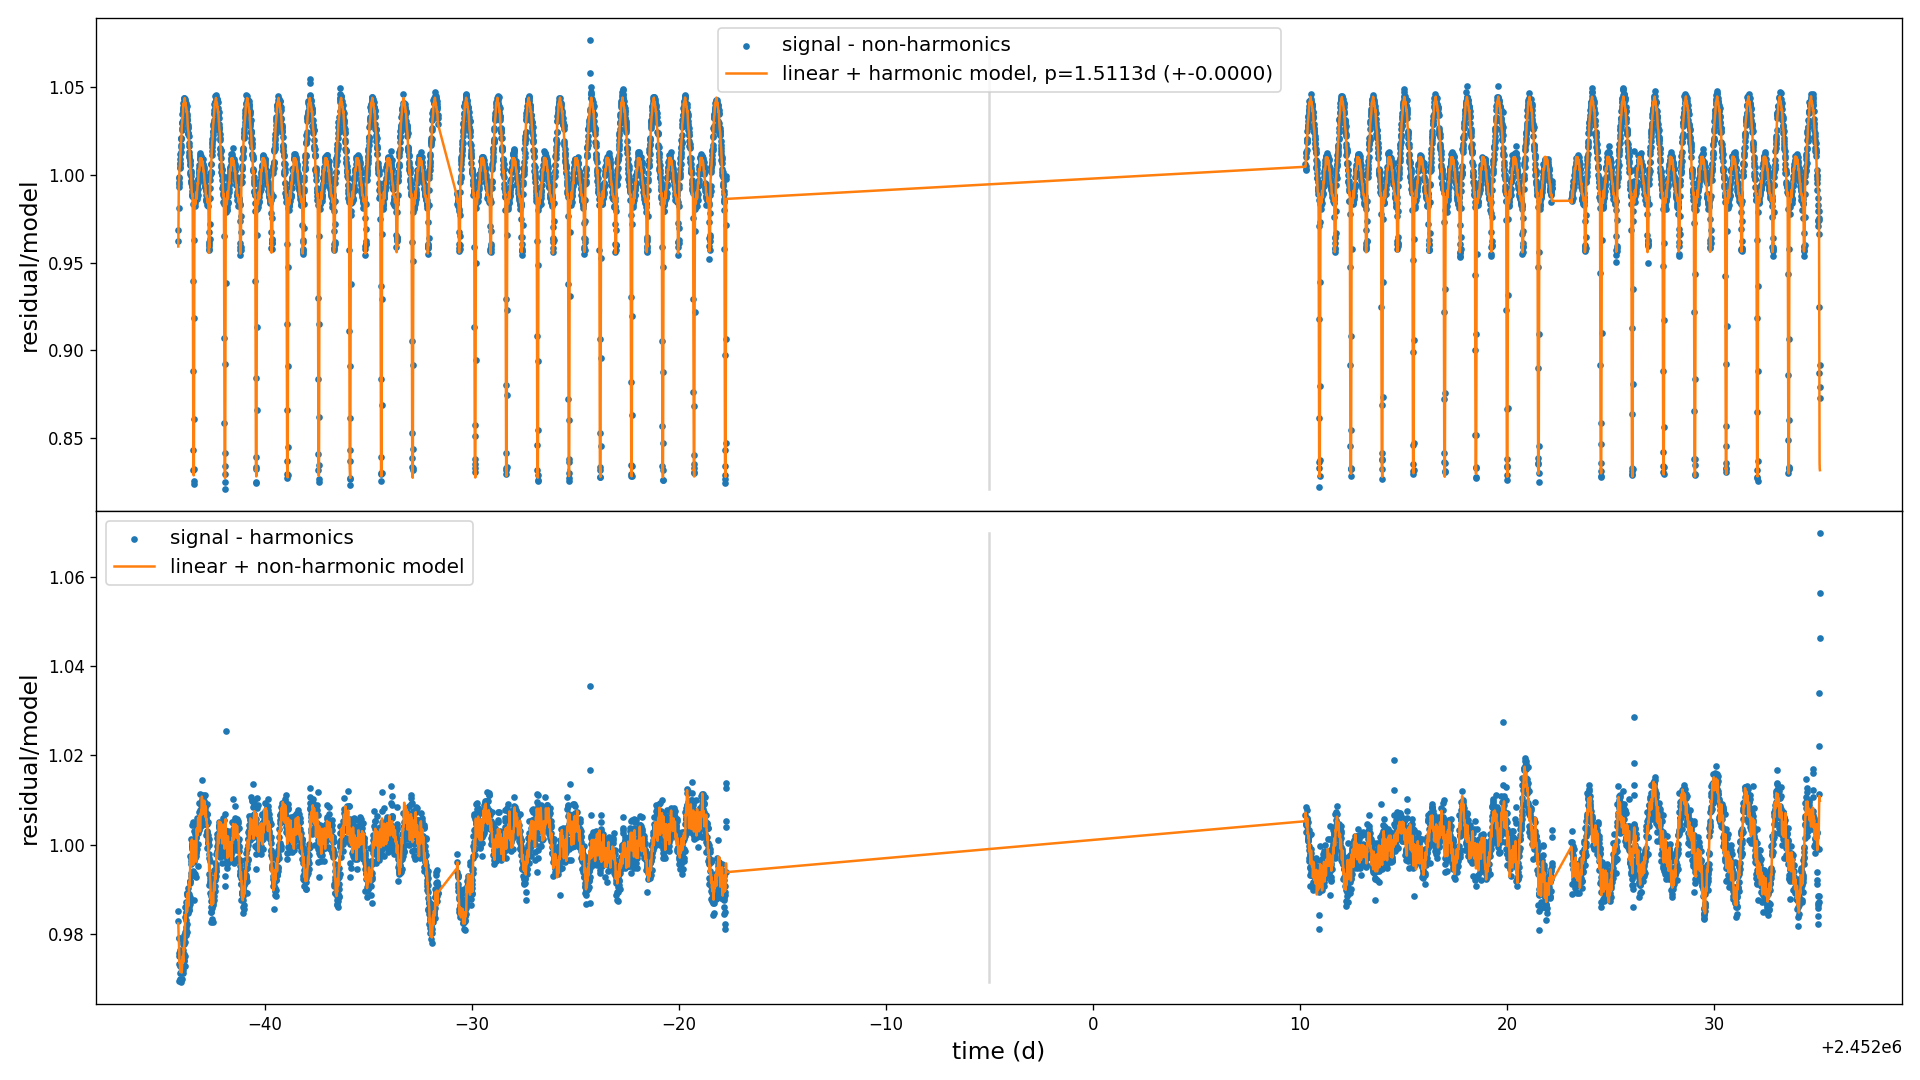 signal - non-harmonics
linear + harmonic model, p=1.5113d (+-0.0000)
1.05
1.00
0.95
0.90
0.85
residual/model
signal - harmonics
linear + non-harmonic model
1.06
1.04
1.02
1.00
0.98
residual/model
−40
−30
−20
−10
0
10
20
30
time (d)
+2.452e6